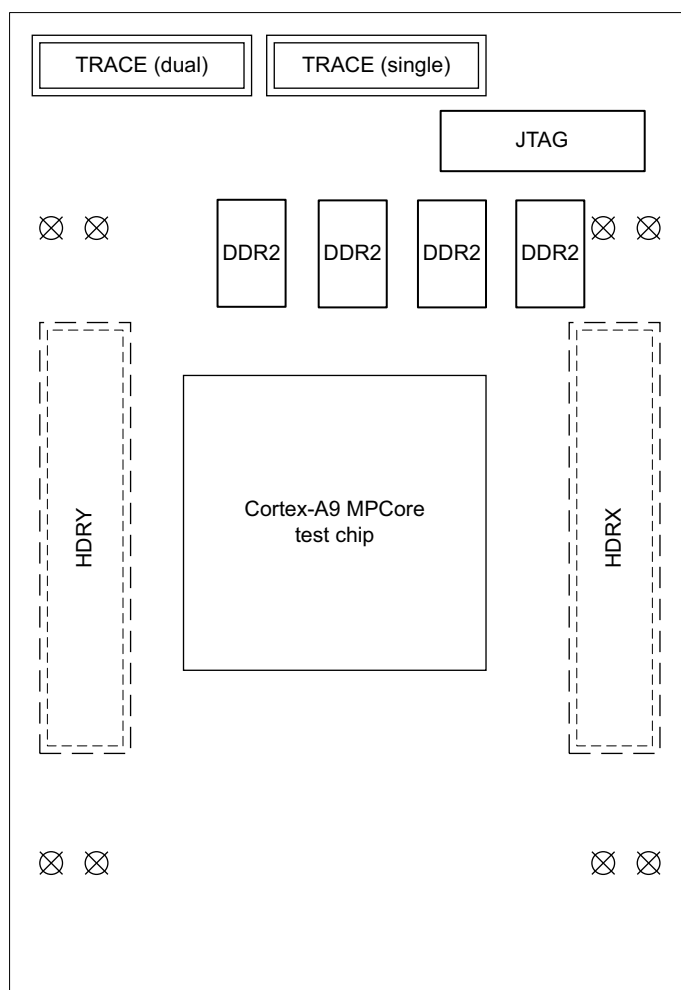 TRACE (dual)
TRACE (single)
JTAG
DDR2
DDR2
DDR2
DDR2
HDRY
Cortex-A9 MPCore
test chip
HDRX